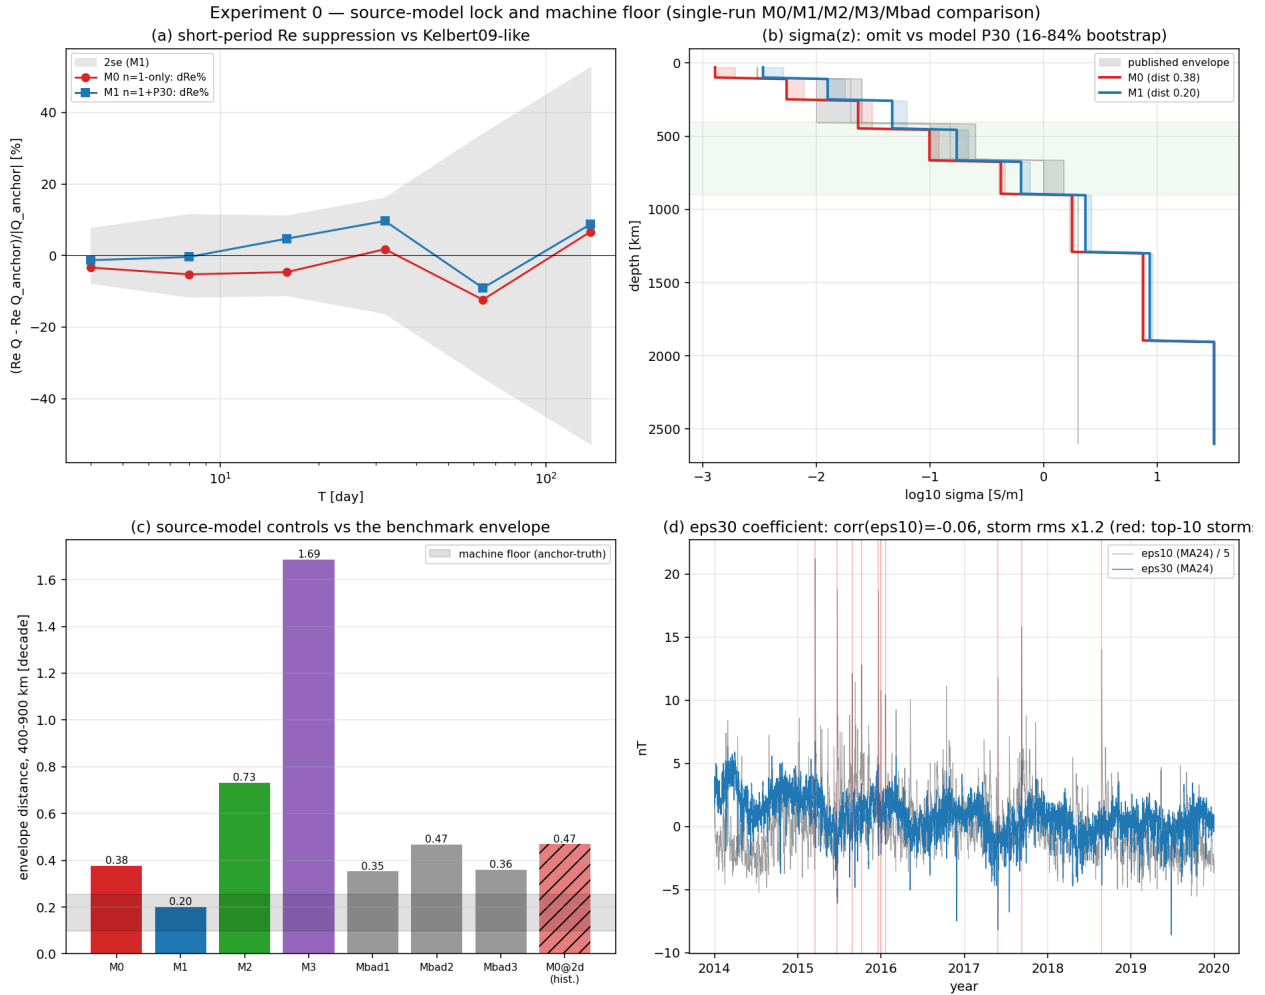 Experiment 0 — source-model lock and machine floor (single-run M0/M1/M2/M3/Mbad comparison)
(a) short-period Re suppression vs Kelbert09-like
2se (M1)
M0 n=1-only: dRe%
M1 n=1+P30: dRe%
(Re Q - Re Q_anchor)/|Q_anchor| [%]
40
20
0
−20
−40
10¹
10²
T [day]
(b) sigma(z): omit vs model P30 (16-84% bootstrap)
published envelope
M0 (dist 0.38)
M1 (dist 0.20)
depth [km]
0
500
1000
1500
2000
2500
−3
−2
−1
0
1
log10 sigma [S/m]
(c) source-model controls vs the benchmark envelope
machine floor (anchor-truth)
envelope distance, 400-900 km [decade]
1.6
1.4
1.2
1.0
0.8
0.6
0.4
0.2
0.0
0.38
0.20
0.73
1.69
0.35
0.47
0.36
0.47
M0
M1
M2
M3
Mbad1
Mbad2
Mbad3
M0@2d
(hist.)
(d) eps30 coefficient: corr(eps10)=-0.06, storm rms x1.2 (red: top-10 storms
eps10 (MA24) / 5
eps30 (MA24)
nT
20
15
10
5
0
−5
−10
2014
2015
2016
2017
2018
2019
2020
year